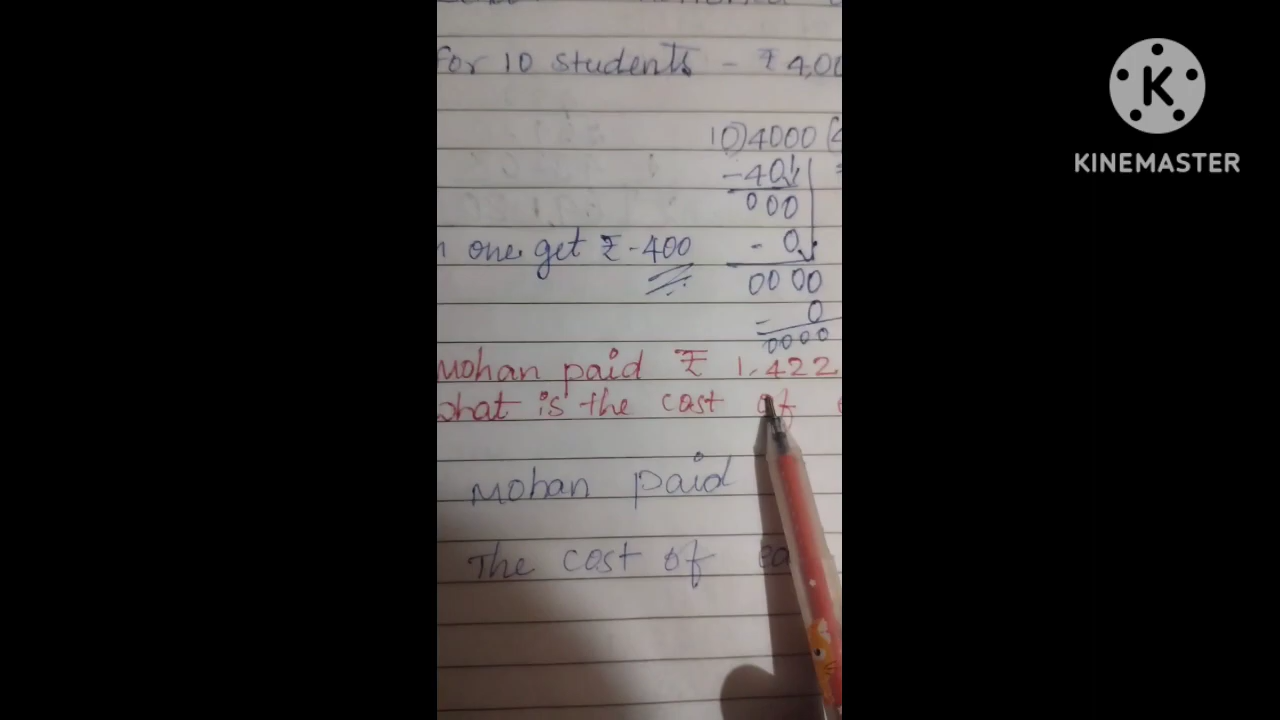 for 10 students - ₹ 4,00
10)4000(
-40
000
one get ₹ -400
- 0
0000
- 0
0000
Mohan paid ₹ 1,422
what is the cost of
Mohan paid
The cost of
K
KINEMASTER